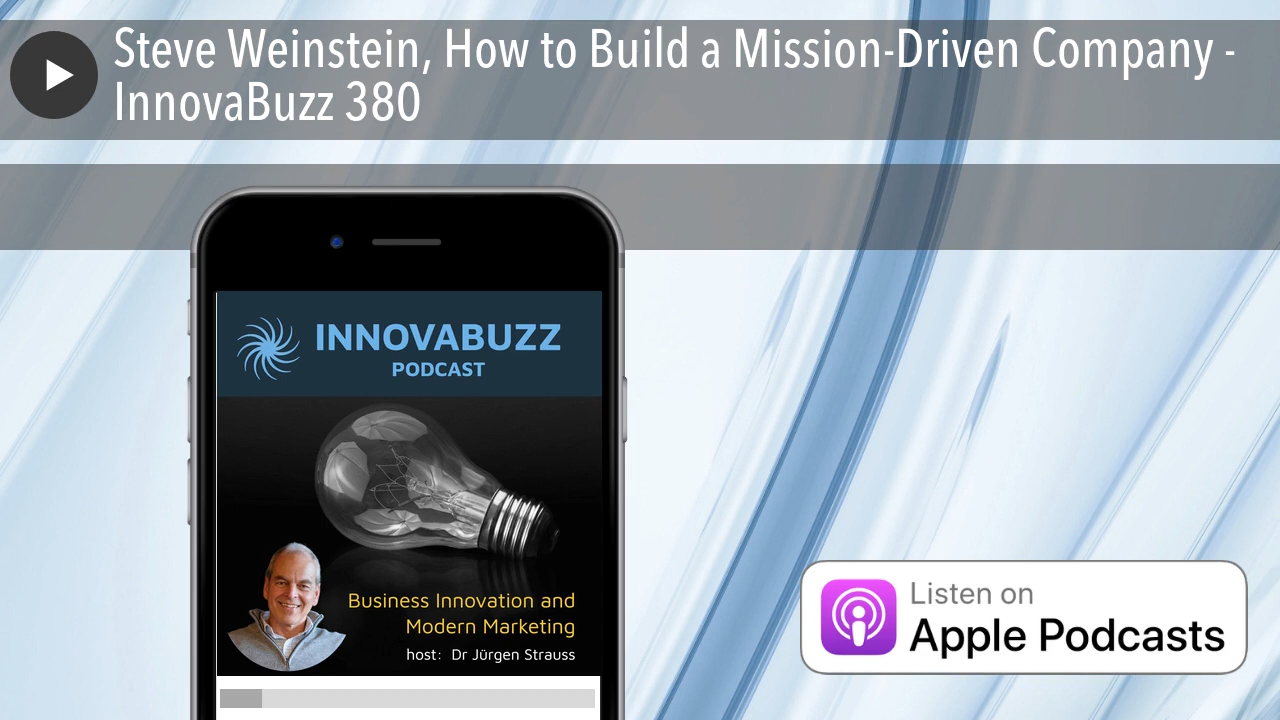 Steve Weinstein, How to Build a Mission-Driven Company -
InnovaBuzz 380
INNOVABUZZ
PODCAST
Business Innovation and
Modern Marketing
host: Dr Jürgen Strauss
Listen on
Apple Podcasts